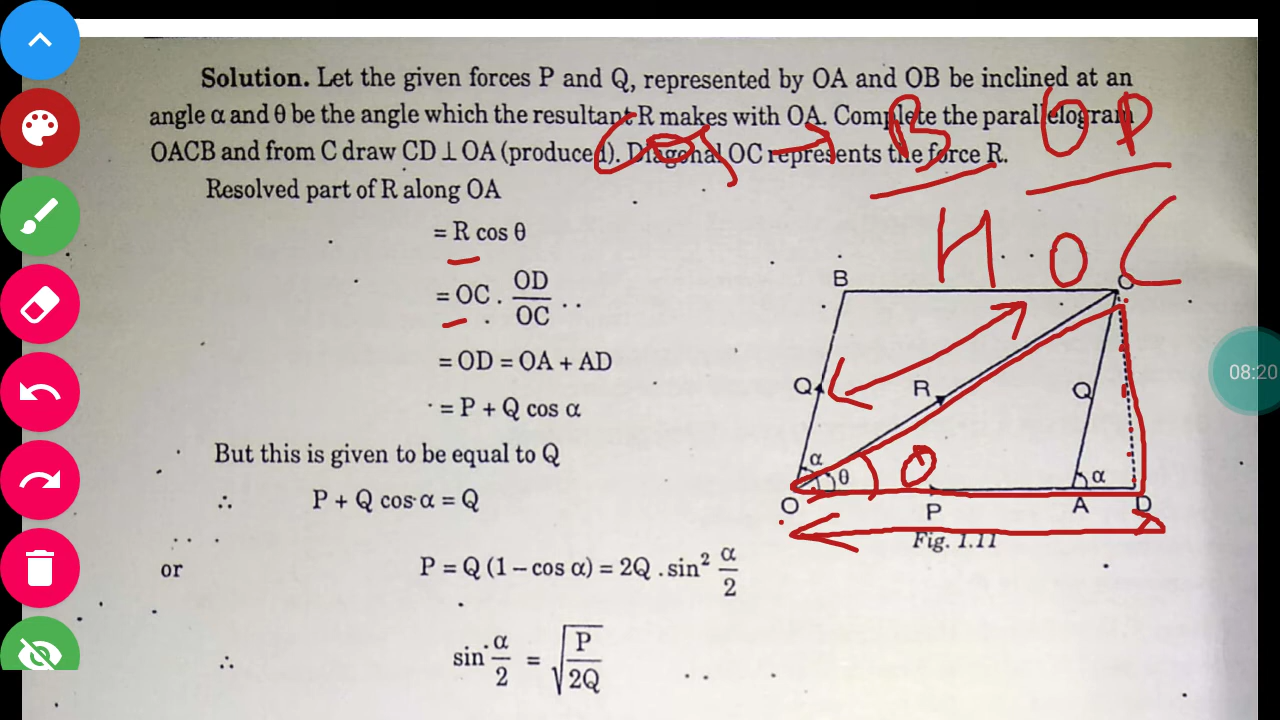 Solution. Let the given forces P and Q, represented by OA and OB be inclined at an
angle α and θ be the angle which the resultant R makes with OA. Complete the parallelogram
OACB and from C draw CD ⊥ OA (produced). Diagonal OC represents the force R.
Resolved part of R along OA
= R cos θ
= OC . OD/OC
= OD = OA + AD
= P + Q cos α
But this is given to be equal to Q
∴ P + Q cos α = Q
or P = Q (1 – cos α) = 2Q . sin² α/2
∴ sin α/2 = √(P/2Q)
B OP
H OC
B C
Q R Q
α θ θ α
O P A D
Fig. 1.11
08:20